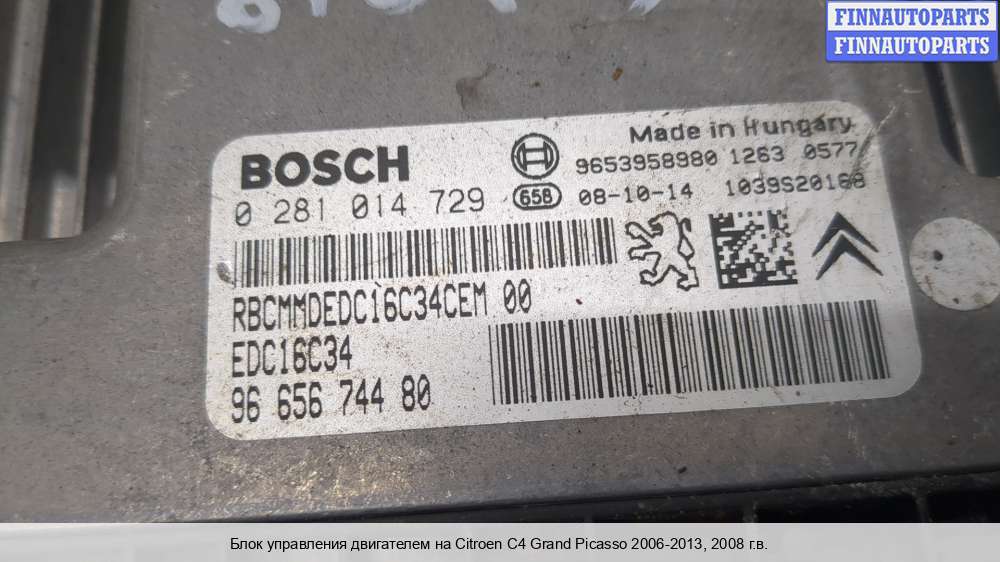 FINNAUTOPARTS
FINNAUTOPARTS
Made in Hungary
BOSCH
9653958980 1263 0577
0 281 014 729
658 08-10-14 1039S20168
RBCMMDEDC16C34CEM 00
EDC16C34
96 656 744 80
Блок управления двигателем на Citroen C4 Grand Picasso 2006-2013, 2008 г.в.